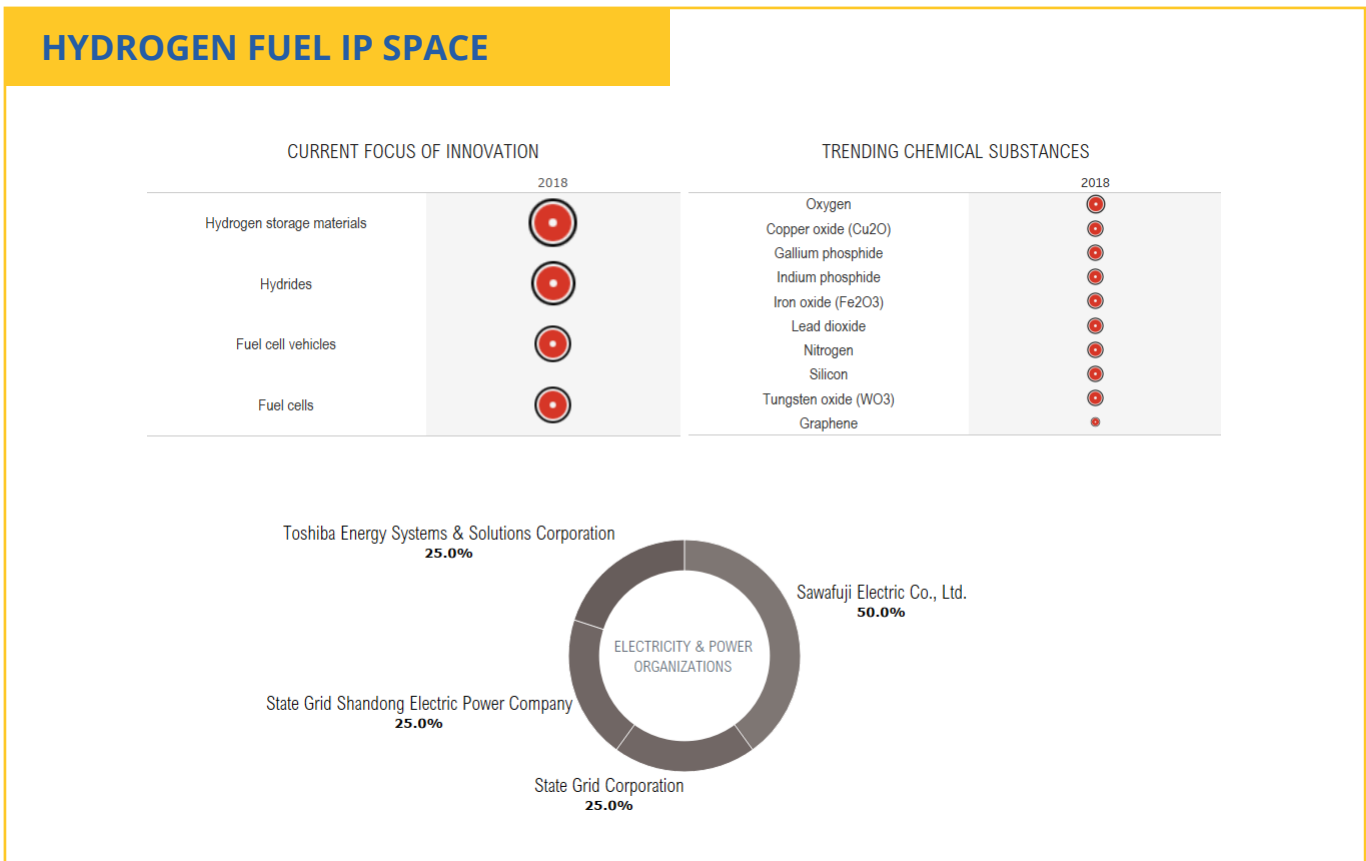 HYDROGEN FUEL IP SPACE
CURRENT FOCUS OF INNOVATION
2018
Hydrogen storage materials
Hydrides
Fuel cell vehicles
Fuel cells
TRENDING CHEMICAL SUBSTANCES
2018
Oxygen
Copper oxide (Cu2O)
Gallium phosphide
Indium phosphide
Iron oxide (Fe2O3)
Lead dioxide
Nitrogen
Silicon
Tungsten oxide (WO3)
Graphene
Toshiba Energy Systems & Solutions Corporation
25.0%
Sawafuji Electric Co., Ltd.
50.0%
ELECTRICITY & POWER
ORGANIZATIONS
State Grid Shandong Electric Power Company
25.0%
State Grid Corporation
25.0%